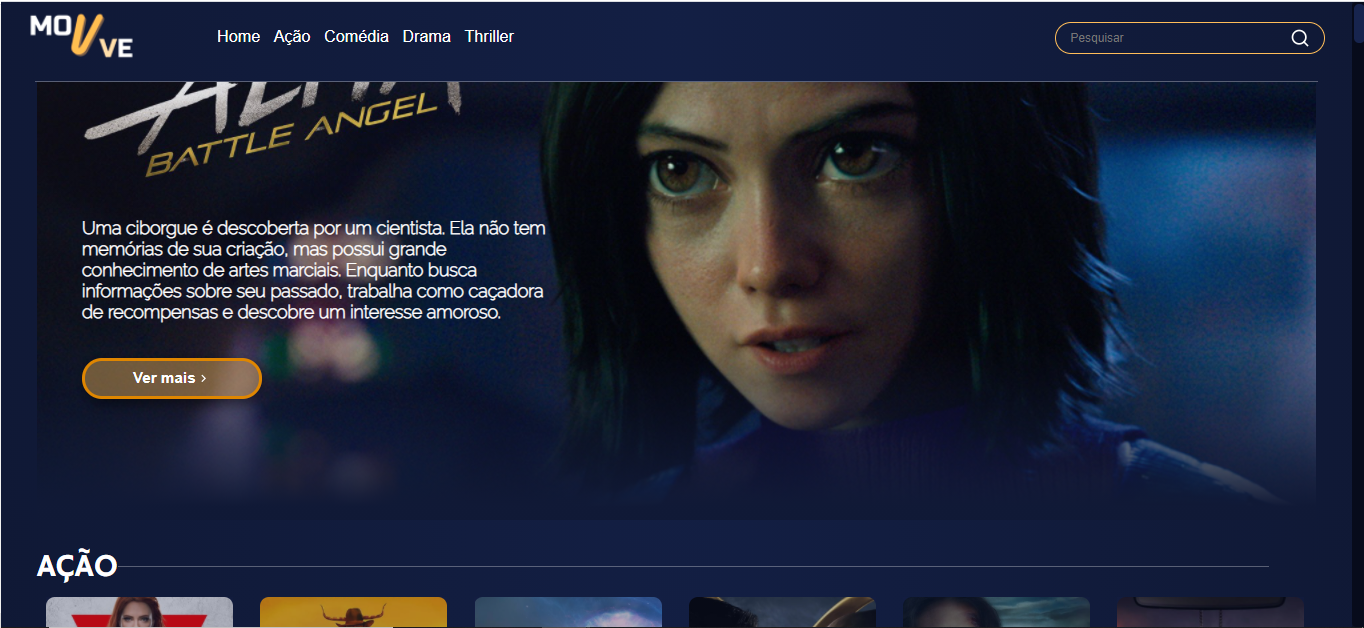 MOVVE
Home Ação Comédia Drama Thriller
Pesquisar
BATTLE ANGEL
Uma ciborgue é descoberta por um cientista. Ela não tem
memórias de sua criação, mas possui grande
conhecimento de artes marciais. Enquanto busca
informações sobre seu passado, trabalha como caçadora
de recompensas e descobre um interesse amoroso.
Ver mais ›
AÇÃO